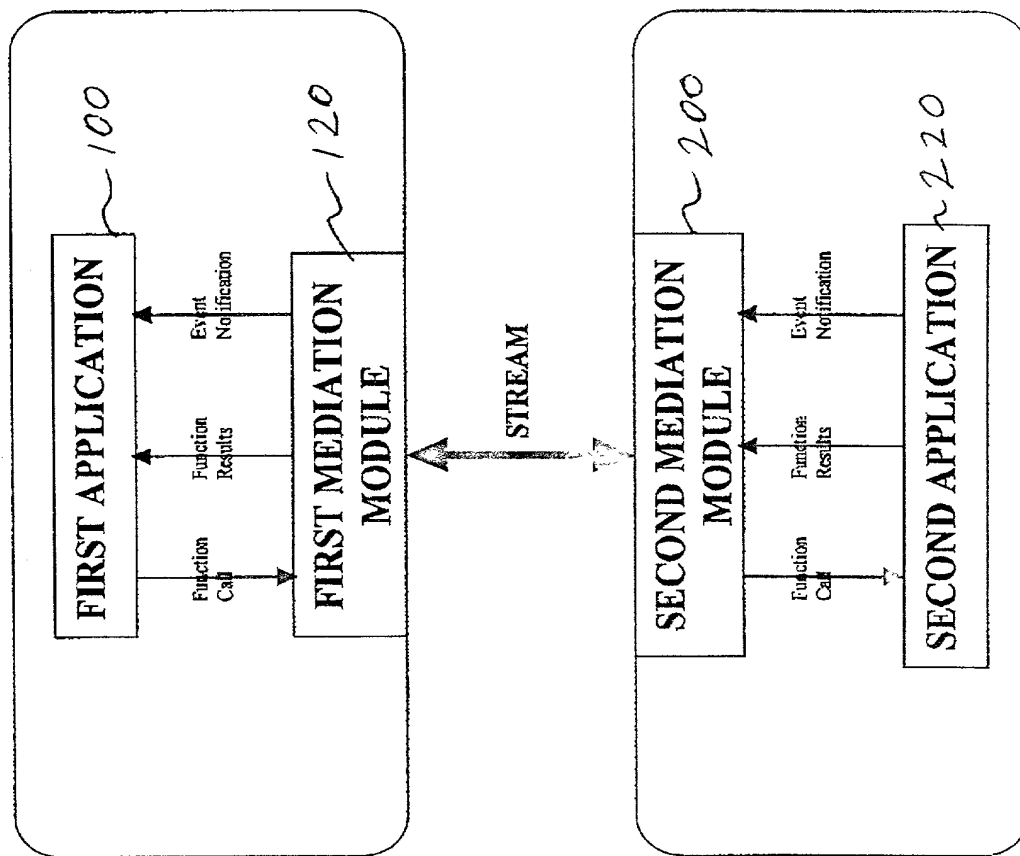 FIRST APPLICATION
100
Function
Call
Function
Results
Event
Notification
FIRST MEDIATION
MODULE
120
STREAM
SECOND MEDIATION
MODULE
200
Function
Call
Function
Results
Event
Notification
SECOND APPLICATION
220